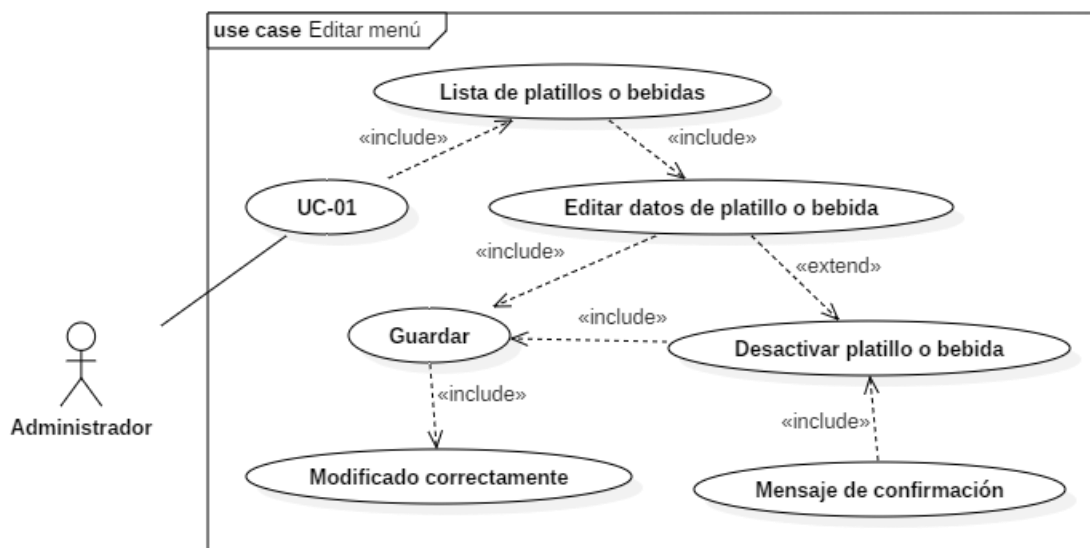 use case Editar menú
Lista de platillos o bebidas
«include»
«include»
UC-01
Editar datos de platillo o bebida
«include»
«extend»
Guardar
«include»
Desactivar platillo o bebida
«include»
«include»
Administrador
Modificado correctamente
Mensaje de confirmación